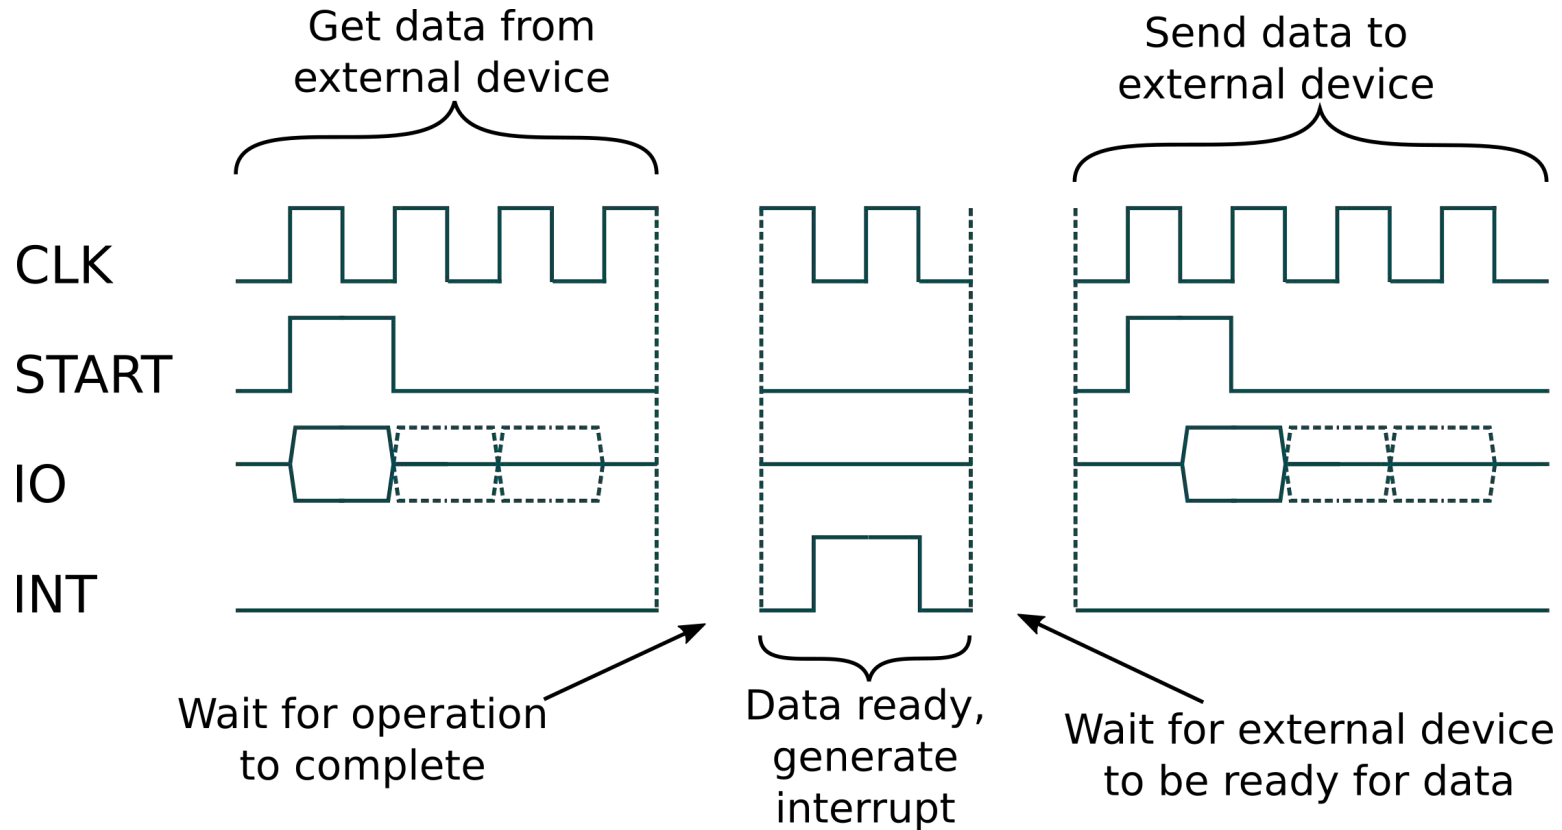 Get data from
external device
Send data to
external device
CLK
START
IO
INT
Wait for operation
to complete
Data ready,
generate
interrupt
Wait for external device
to be ready for data